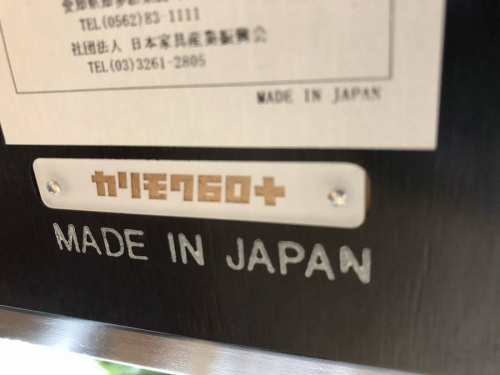 TEL(0562)83-1111
社団法人 日本家具産業振興会
TEL(03)3261-2805
MADE IN JAPAN
カリモク60+
MADE IN JAPAN